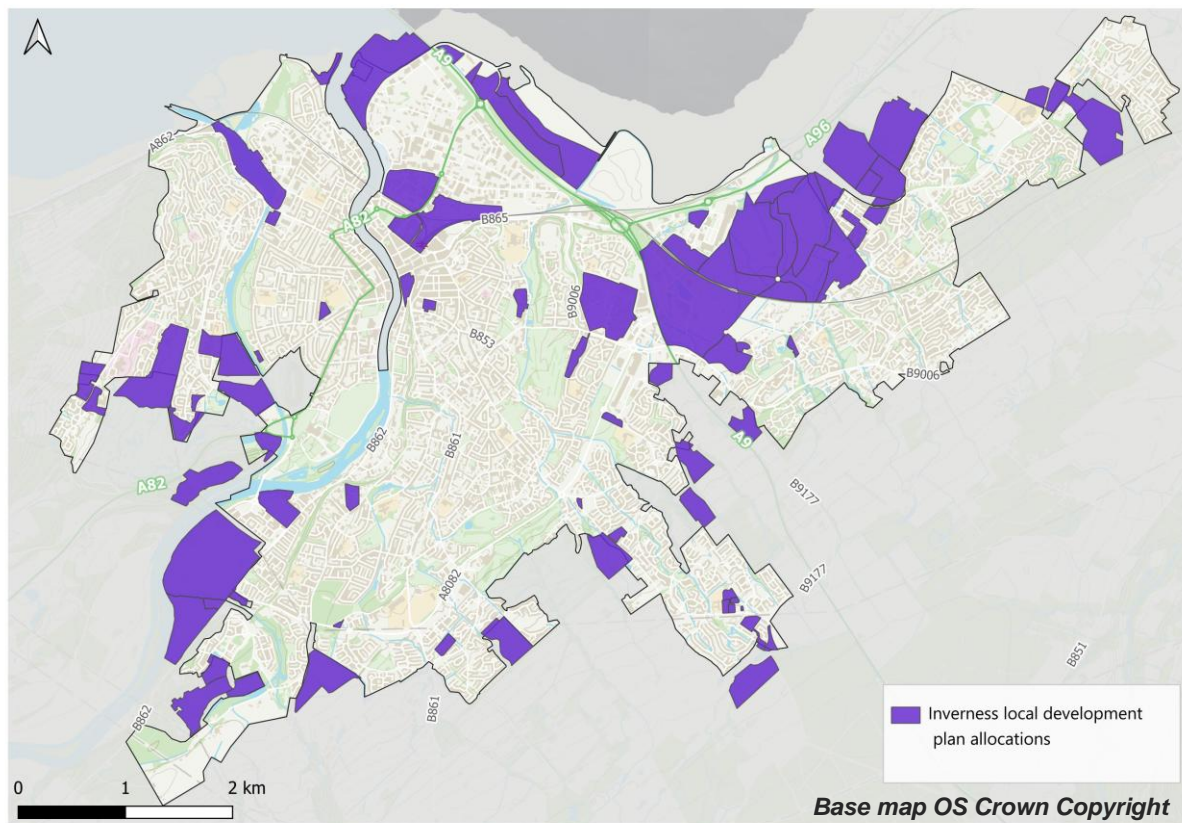 A9
A862
A96
A82
B865
B9006
B853
B9006
B862
B861
A9
A82
B9177
B9177
A8082
B851
B862
B861
Inverness local development
plan allocations
0 1 2 km
Base map OS Crown Copyright